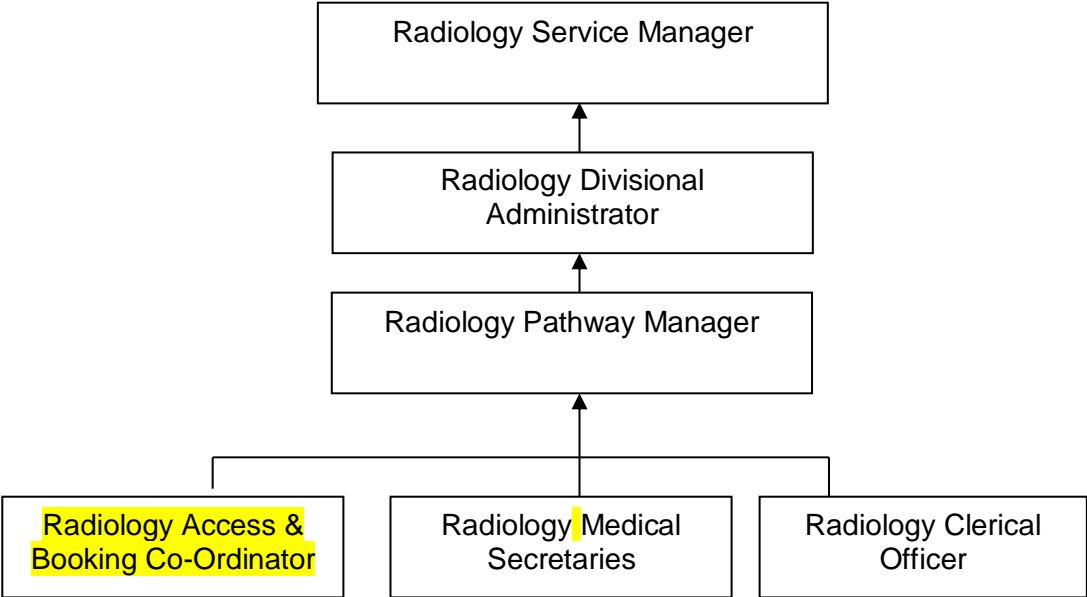 Radiology Service Manager
Radiology Divisional
Administrator
Radiology Pathway Manager
Radiology Access &
Booking Co-Ordinator
Radiology Medical
Secretaries
Radiology Clerical
Officer